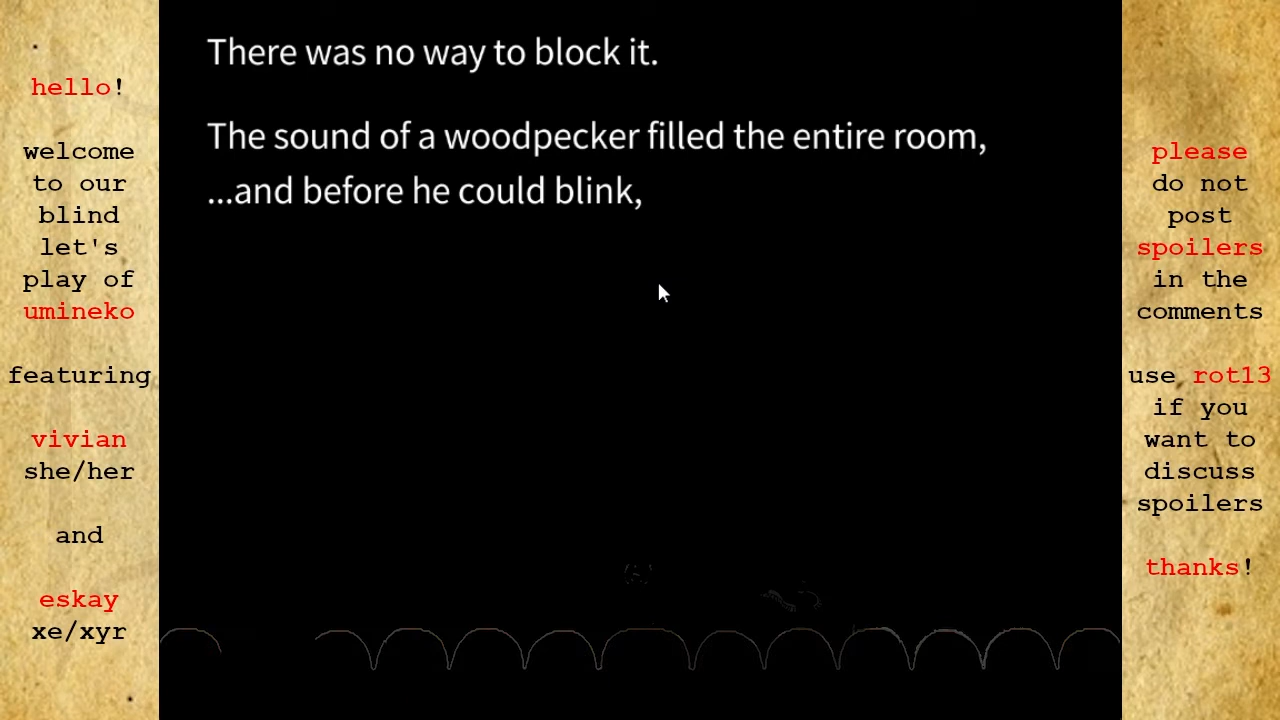 hello!
welcome
to our
blind
let's
play of
umineko
featuring
vivian
she/her
and
eskay
xe/xyr
There was no way to block it.
The sound of a woodpecker filled the entire room,
...and before he could blink,
please
do not
post
spoilers
in the
comments
use rot13
if you
want to
discuss
spoilers
thanks!